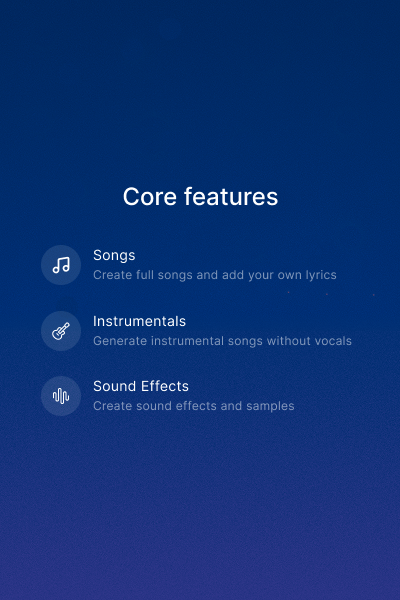 Core features
Songs
Create full songs and add your own lyrics
Instrumentals
Generate instrumental songs without vocals
Sound Effects
Create sound effects and samples